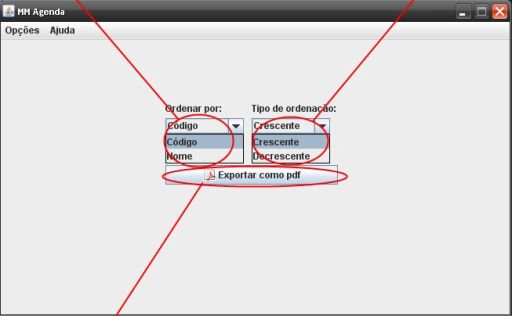 MM Agenda
Opções Ajuda
Ordenar por: Tipo de ordenação:
Código Crescente
Código Crescente
Nome Decrescente
Exportar como pdf